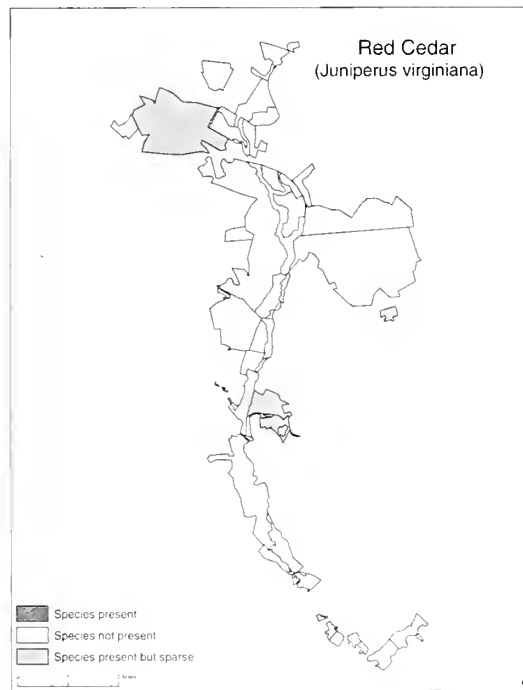 Red Cedar
(Juniperus virginiana)
Species present
Species not present
Species present but sparse